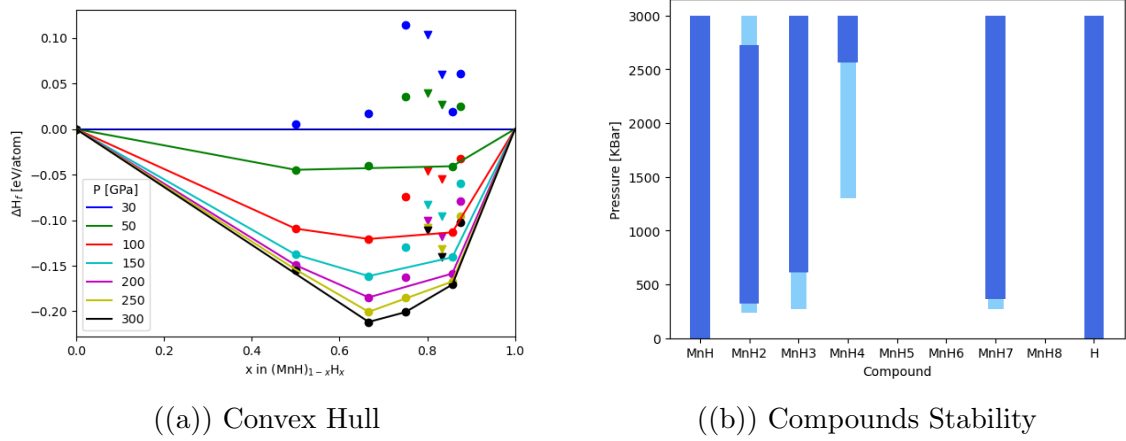 0.10
0.05
0.00
−0.05
−0.10
−0.15
−0.20
ΔHf [eV/atom]
P [GPa]
30
50
100
150
200
250
300
0.0 0.2 0.4 0.6 0.8 1.0
x in (MnH)1−xHx
((a)) Convex Hull
3000
2500
2000
1500
1000
500
0
Pressure [KBar]
MnH MnH2 MnH3 MnH4 MnH5 MnH6 MnH7 MnH8 H
Compound
((b)) Compounds Stability